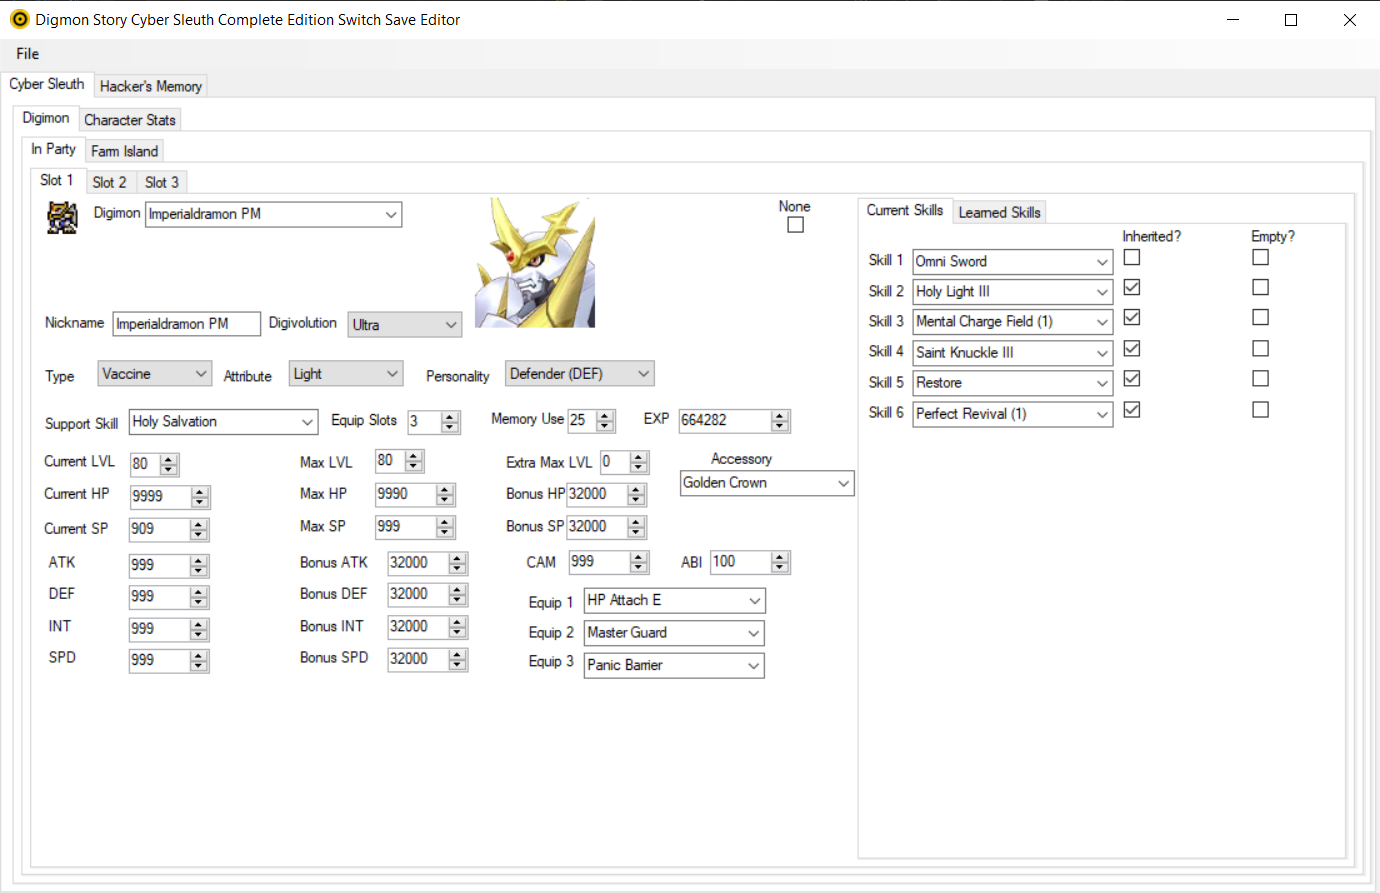 Digmon Story Cyber Sleuth Complete Edition Switch Save Editor
File
Cyber Sleuth Hacker's Memory
Digimon Character Stats
In Party Farm Island
Slot 1 Slot 2 Slot 3
Digimon Imperialdramon PM None
Nickname Imperialdramon PM Digivolution Ultra
Type Vaccine Attribute Light Personality Defender (DEF)
Support Skill Holy Salvation Equip Slots 3 Memory Use 25 EXP 664282
Current LVL 80 Max LVL 80 Extra Max LVL 0 Accessory
Current HP 9999 Max HP 9990 Bonus HP 32000 Golden Crown
Current SP 909 Max SP 999 Bonus SP 32000
ATK 999 Bonus ATK 32000 CAM 999 ABI 100
DEF 999 Bonus DEF 32000 Equip 1 HP Attach E
INT 999 Bonus INT 32000 Equip 2 Master Guard
SPD 999 Bonus SPD 32000 Equip 3 Panic Barrier
Current Skills Learned Skills
Inherited? Empty?
Skill 1 Omni Sword
Skill 2 Holy Light III
Skill 3 Mental Charge Field (1)
Skill 4 Saint Knuckle III
Skill 5 Restore
Skill 6 Perfect Revival (1)